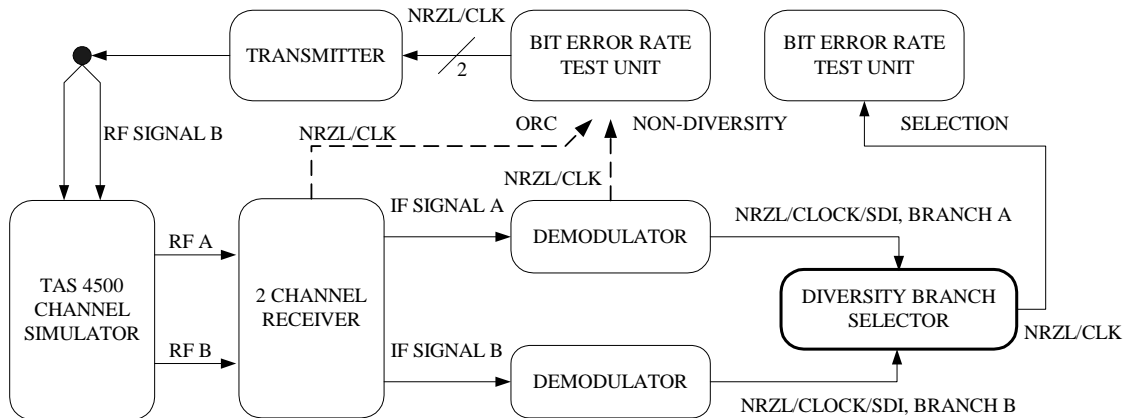 NRZL/CLK
TRANSMITTER
2
BIT ERROR RATE
TEST UNIT
BIT ERROR RATE
TEST UNIT
RF SIGNAL B
NRZL/CLK
ORC
NON-DIVERSITY
SELECTION
NRZL/CLK
IF SIGNAL A
RF A
DEMODULATOR
NRZL/CLOCK/SDI, BRANCH A
TAS 4500
CHANNEL
SIMULATOR
2 CHANNEL
RECEIVER
DIVERSITY BRANCH
SELECTOR
NRZL/CLK
RF B
IF SIGNAL B
DEMODULATOR
NRZL/CLOCK/SDI, BRANCH B